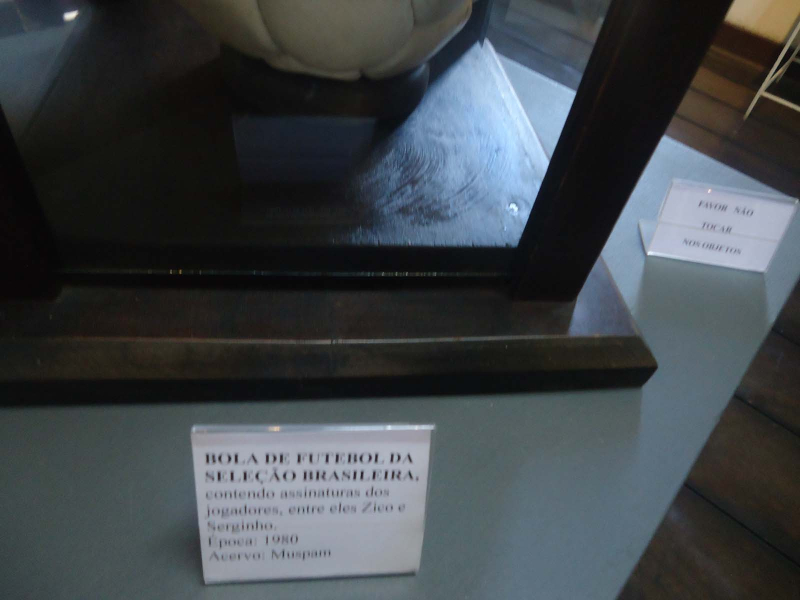 BOLA DE FUTEBOL DA
SELEÇÃO BRASILEIRA,
contendo assinaturas dos
jogadores, entre eles Zico e
Serginho.
Época: 1980
Acervo: Muspam
FAVOR NÃO
TOCAR
NOS OBJETOS